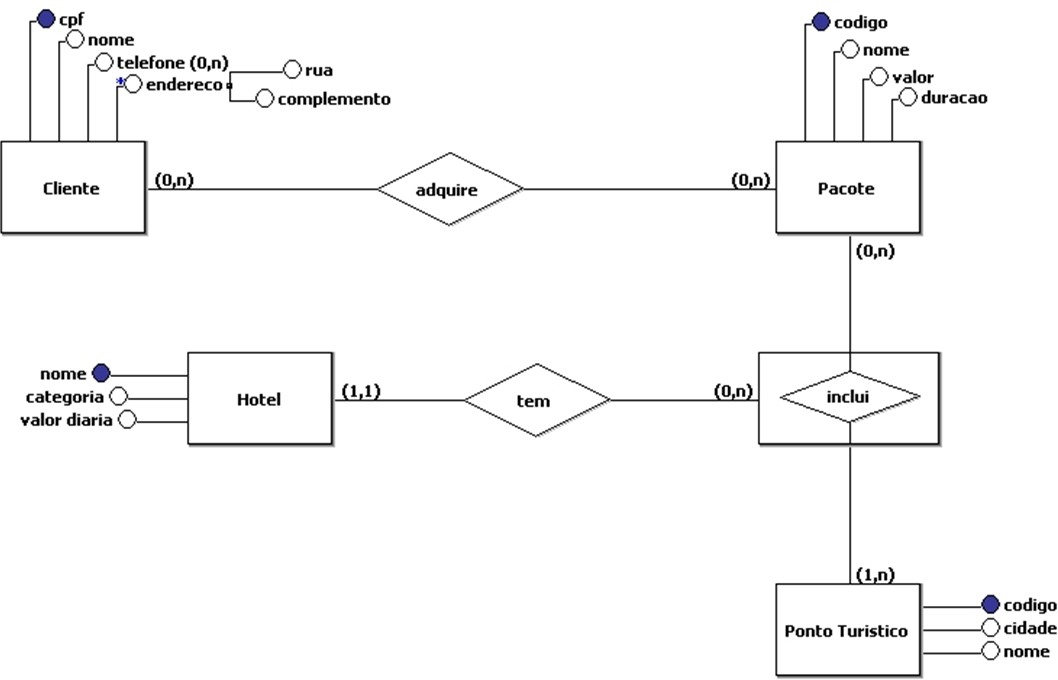 cpf
nome
telefone (0,n)
* endereco
rua
complemento
Cliente
(0,n)
adquire
(0,n)
codigo
nome
valor
duracao
Pacote
(0,n)
nome
categoria
valor diaria
Hotel
(1,1)
tem
(0,n)
inclui
(1,n)
Ponto Turistico
codigo
cidade
nome